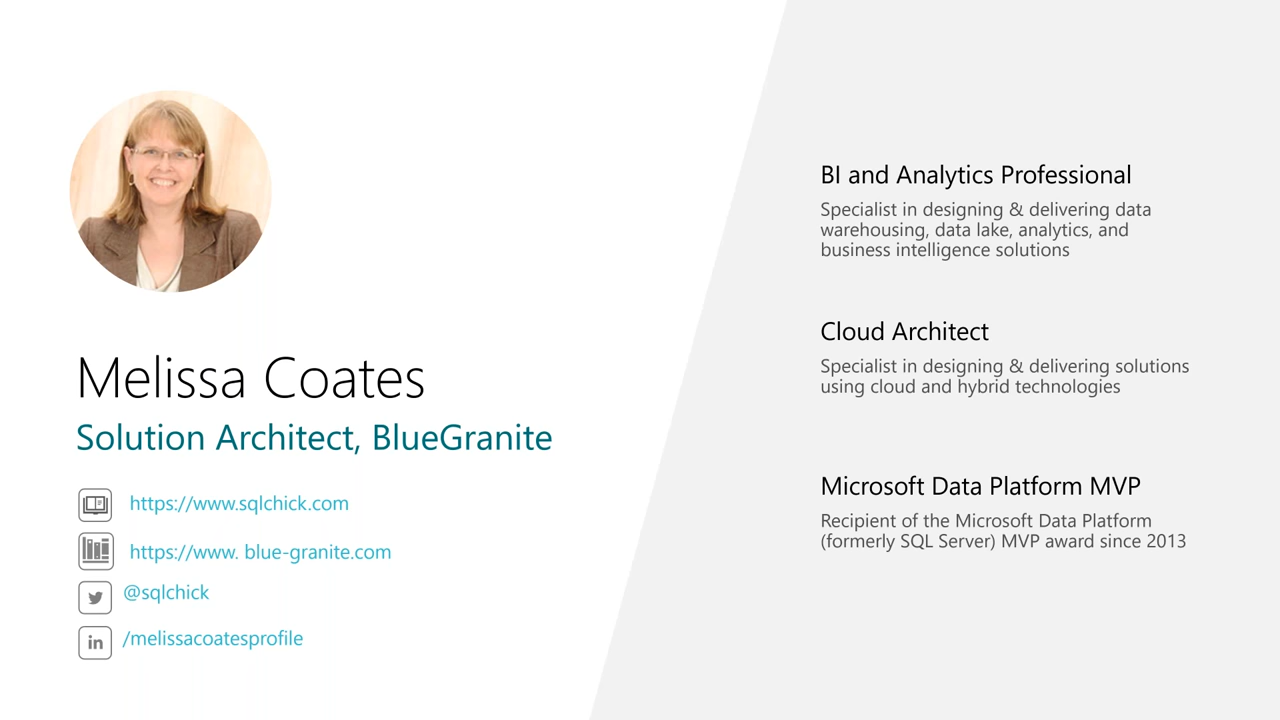 Melissa Coates
Solution Architect, BlueGranite
https://www.sqlchick.com
https://www. blue-granite.com
@sqlchick
in
/melissacoatesprofile
BI and Analytics Professional
Specialist in designing & delivering data
warehousing, data lake, analytics, and
business intelligence solutions
Cloud Architect
Specialist in designing & delivering solutions
using cloud and hybrid technologies
Microsoft Data Platform MVP
Recipient of the Microsoft Data Platform
(formerly SQL Server) MVP award since 2013